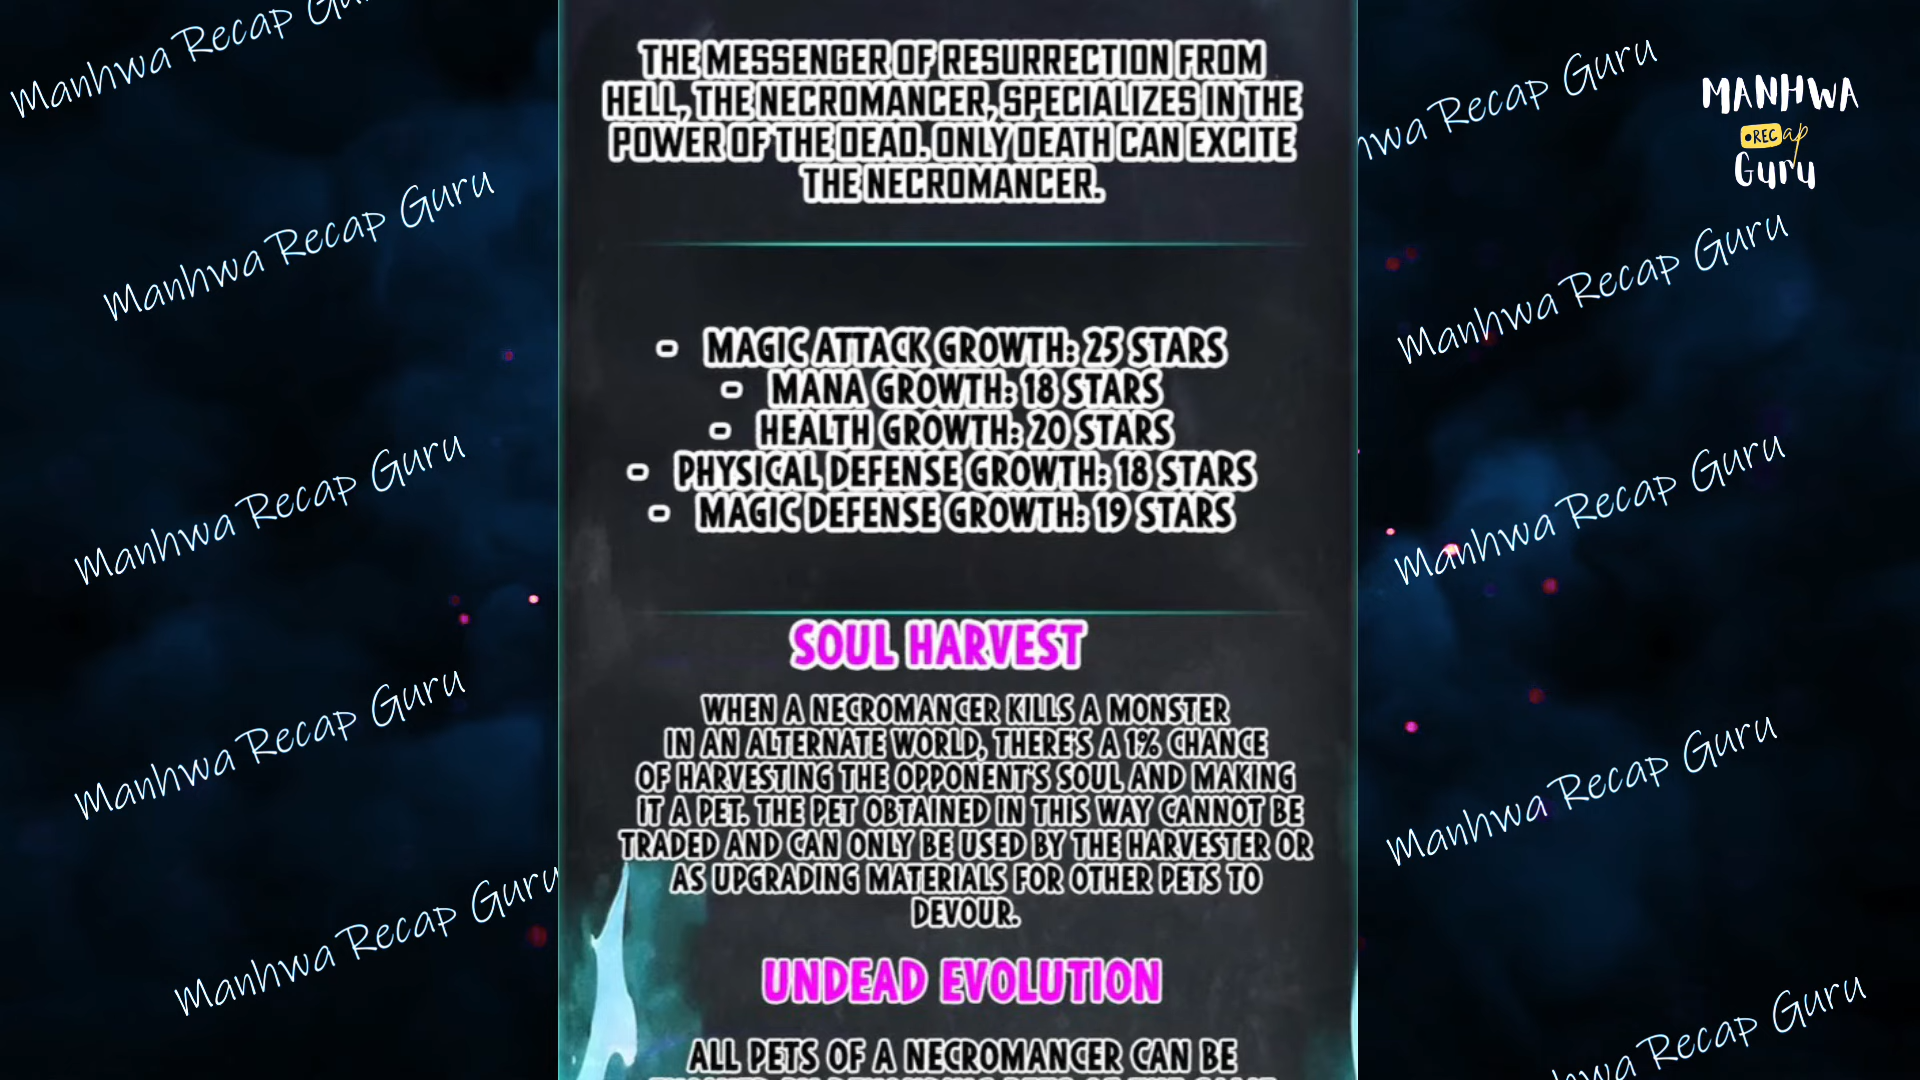 Manhwa Recap Gu
Manhwa Recap Guru
Manhwa Recap Guru
Manhwa Recap Guru
Manhwa Recap Guru
THE MESSENGER OF RESURRECTION FROM
HELL, THE NECROMANCER, SPECIALIZES IN THE
POWER OF THE DEAD. ONLY DEATH CAN EXCITE
THE NECROMANCER.
- MAGIC ATTACK GROWTH: 25 STARS
- MANA GROWTH: 18 STARS
- HEALTH GROWTH: 20 STARS
- PHYSICAL DEFENSE GROWTH: 18 STARS
- MAGIC DEFENSE GROWTH: 19 STARS
SOUL HARVEST
WHEN A NECROMANCER KILLS A MONSTER
IN AN ALTERNATE WORLD, THERE'S A 1% CHANCE
OF HARVESTING THE OPPONENT'S SOUL AND MAKING
IT A PET. THE PET OBTAINED IN THIS WAY CANNOT BE
TRADED AND CAN ONLY BE USED BY THE HARVESTER OR
AS UPGRADING MATERIALS FOR OTHER PETS TO
DEVOUR.
UNDEAD EVOLUTION
ALL PETS OF A NECROMANCER CAN BE
hwa Recap Guru
MANHWA
REC ap
Guru
Manhwa Recap Guru
Manhwa Recap Guru
Manhwa Recap Guru
hwa Recap Guru